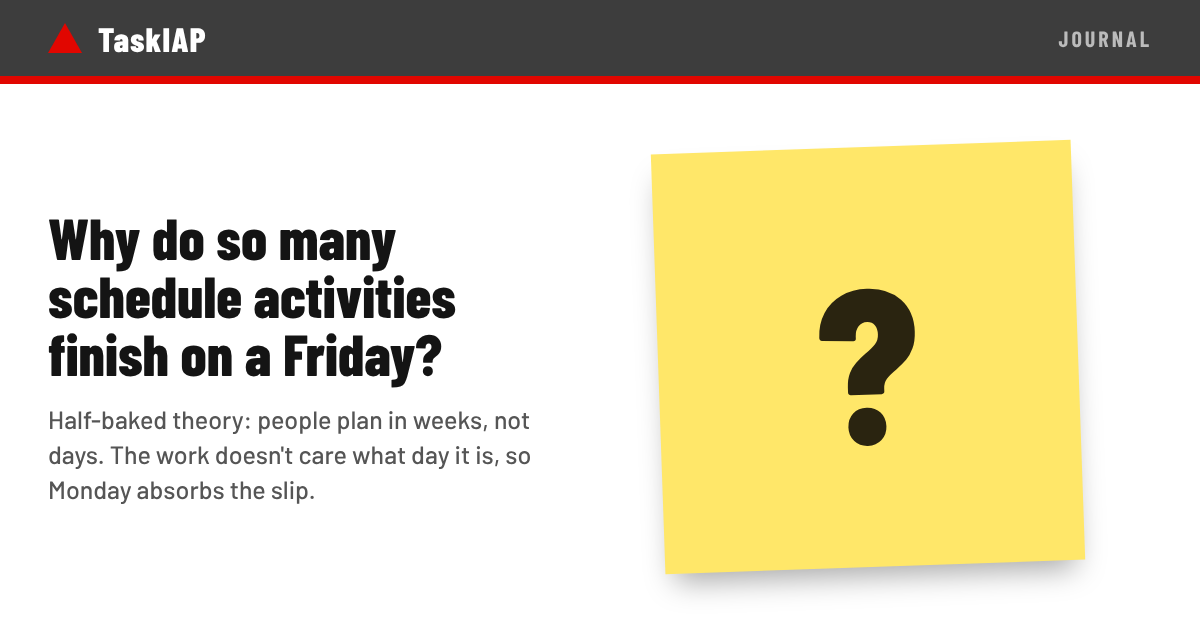 TaskIAP
JOURNAL
Why do so many
schedule activities
finish on a Friday?
Half-baked theory: people plan in weeks, not
days. The work doesn't care what day it is, so
Monday absorbs the slip.
?